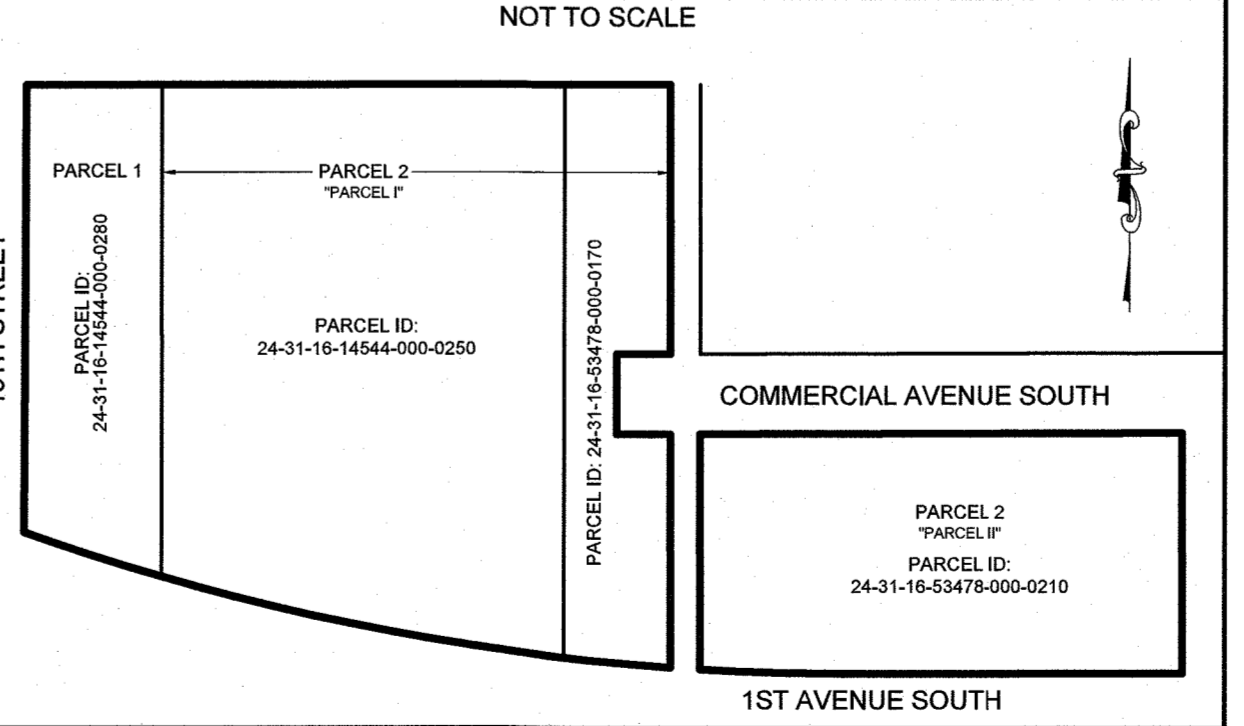 NOT TO SCALE
PARCEL 1
PARCEL 2
"PARCEL I"
PARCEL ID:
24-31-16-14544-000-0280
PARCEL ID:
24-31-16-14544-000-0250
PARCEL ID: 24-31-16-53478-000-0170
COMMERCIAL AVENUE SOUTH
PARCEL 2
"PARCEL II"
PARCEL ID:
24-31-16-53478-000-0210
1ST AVENUE SOUTH
STREET